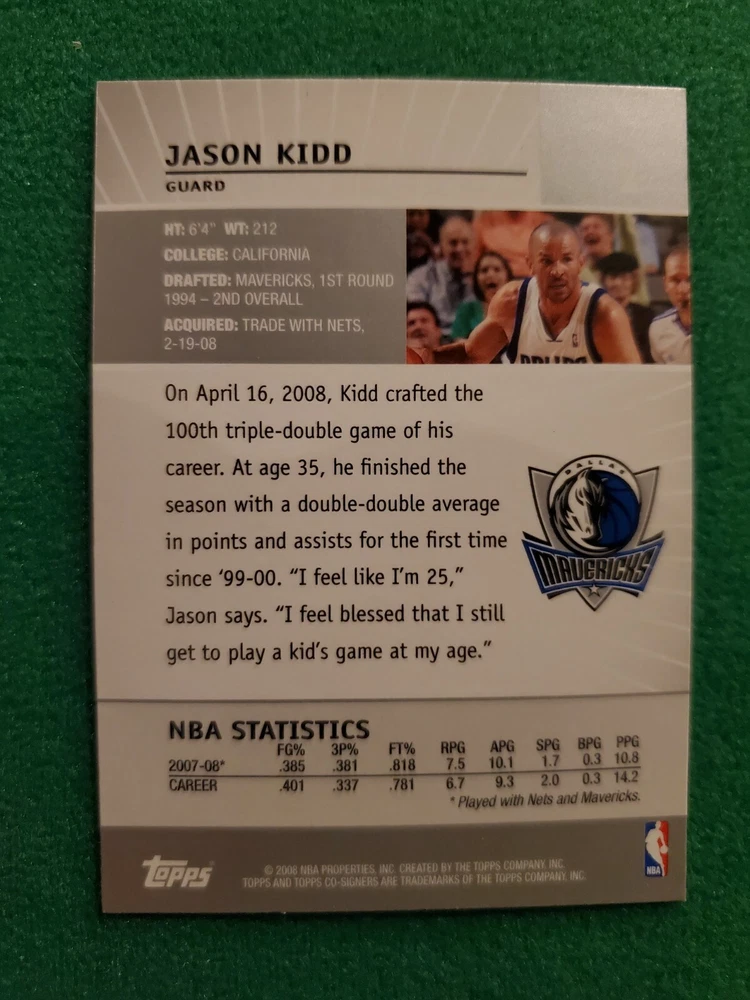 JASON KIDD
GUARD
HT: 6'4" WT: 212
COLLEGE: CALIFORNIA
DRAFTED: MAVERICKS, 1ST ROUND
1994 – 2ND OVERALL
ACQUIRED: TRADE WITH NETS,
2-19-08
DALLAS
On April 16, 2008, Kidd crafted the
100th triple-double game of his
career. At age 35, he finished the
season with a double-double average
in points and assists for the first time
since ‘99-00. “I feel like I’m 25,”
Jason says. “I feel blessed that I still
get to play a kid’s game at my age.”
DALLAS
MAVERICKS
NBA STATISTICS
FG% 3P% FT% RPG APG SPG BPG PPG
2007-08* .385 .381 .818 7.5 10.1 1.7 0.3 10.8
CAREER .401 .337 .781 6.7 9.3 2.0 0.3 14.2
* Played with Nets and Mavericks.
Topps
© 2008 NBA PROPERTIES, INC. CREATED BY THE TOPPS COMPANY, INC.
TOPPS AND TOPPS CO-SIGNERS ARE TRADEMARKS OF THE TOPPS COMPANY, INC.
NBA